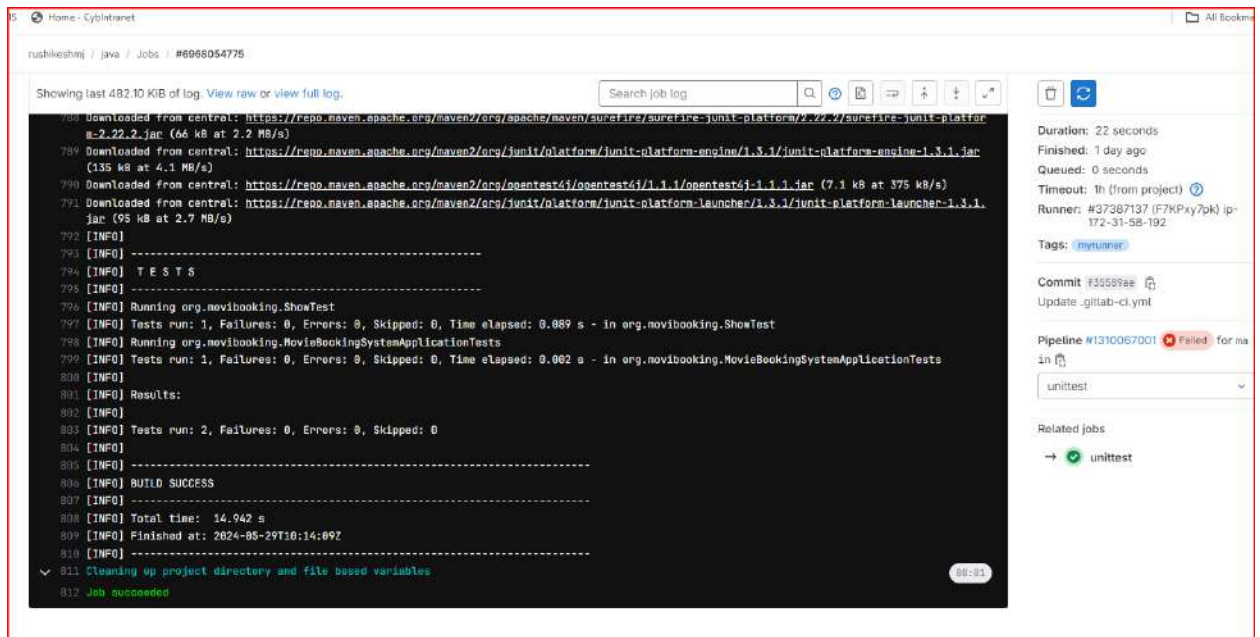 IS Home - CybIntranet All Bookma
rushikeshmj / java / Jobs / #6968054775
Showing last 482.10 KiB of log. View raw or view full log.
Search job log
788 Downloaded from central: https://repo.maven.apache.org/maven2/org/apache/maven/surefire/surefire-junit-platform/2.22.2/surefire-junit-platfor
m-2.22.2.jar (66 kB at 2.2 MB/s)
789 Downloaded from central: https://repo.maven.apache.org/maven2/org/junit/platform/junit-platform-engine/1.3.1/junit-platform-engine-1.3.1.jar
(135 kB at 4.1 MB/s)
790 Downloaded from central: https://repo.maven.apache.org/maven2/org/opentest4j/opentest4j/1.1.1/opentest4j-1.1.1.jar (7.1 kB at 375 kB/s)
791 Downloaded from central: https://repo.maven.apache.org/maven2/org/junit/platform/junit-platform-launcher/1.3.1/junit-platform-launcher-1.3.1.
jar (95 kB at 2.7 MB/s)
792 [INFO]
793 [INFO] -------------------------------------------------------
794 [INFO] T E S T S
795 [INFO] -------------------------------------------------------
796 [INFO] Running org.movibooking.ShowTest
797 [INFO] Tests run: 1, Failures: 0, Errors: 0, Skipped: 0, Time elapsed: 0.089 s - in org.movibooking.ShowTest
798 [INFO] Running org.movibooking.MovieBookingSystemApplicationTests
799 [INFO] Tests run: 1, Failures: 0, Errors: 0, Skipped: 0, Time elapsed: 0.002 s - in org.movibooking.MovieBookingSystemApplicationTests
800 [INFO]
801 [INFO] Results:
802 [INFO]
803 [INFO] Tests run: 2, Failures: 0, Errors: 0, Skipped: 0
804 [INFO]
805 [INFO] ------------------------------------------------------------------------
806 [INFO] BUILD SUCCESS
807 [INFO] ------------------------------------------------------------------------
808 [INFO] Total time: 14.942 s
809 [INFO] Finished at: 2024-05-29T10:14:09Z
810 [INFO] ------------------------------------------------------------------------
811 Cleaning up project directory and file based variables 00:01
812 Job succeeded
Duration: 22 seconds
Finished: 1 day ago
Queued: 0 seconds
Timeout: 1h (from project)
Runner: #37387137 (F7KPxy7pk) ip-
172-31-58-192
Tags: myrunner
Commit f35589ae
Update .gitlab-ci.yml
Pipeline #1310067001 Failed for ma
in
unittest
Related jobs
→ unittest